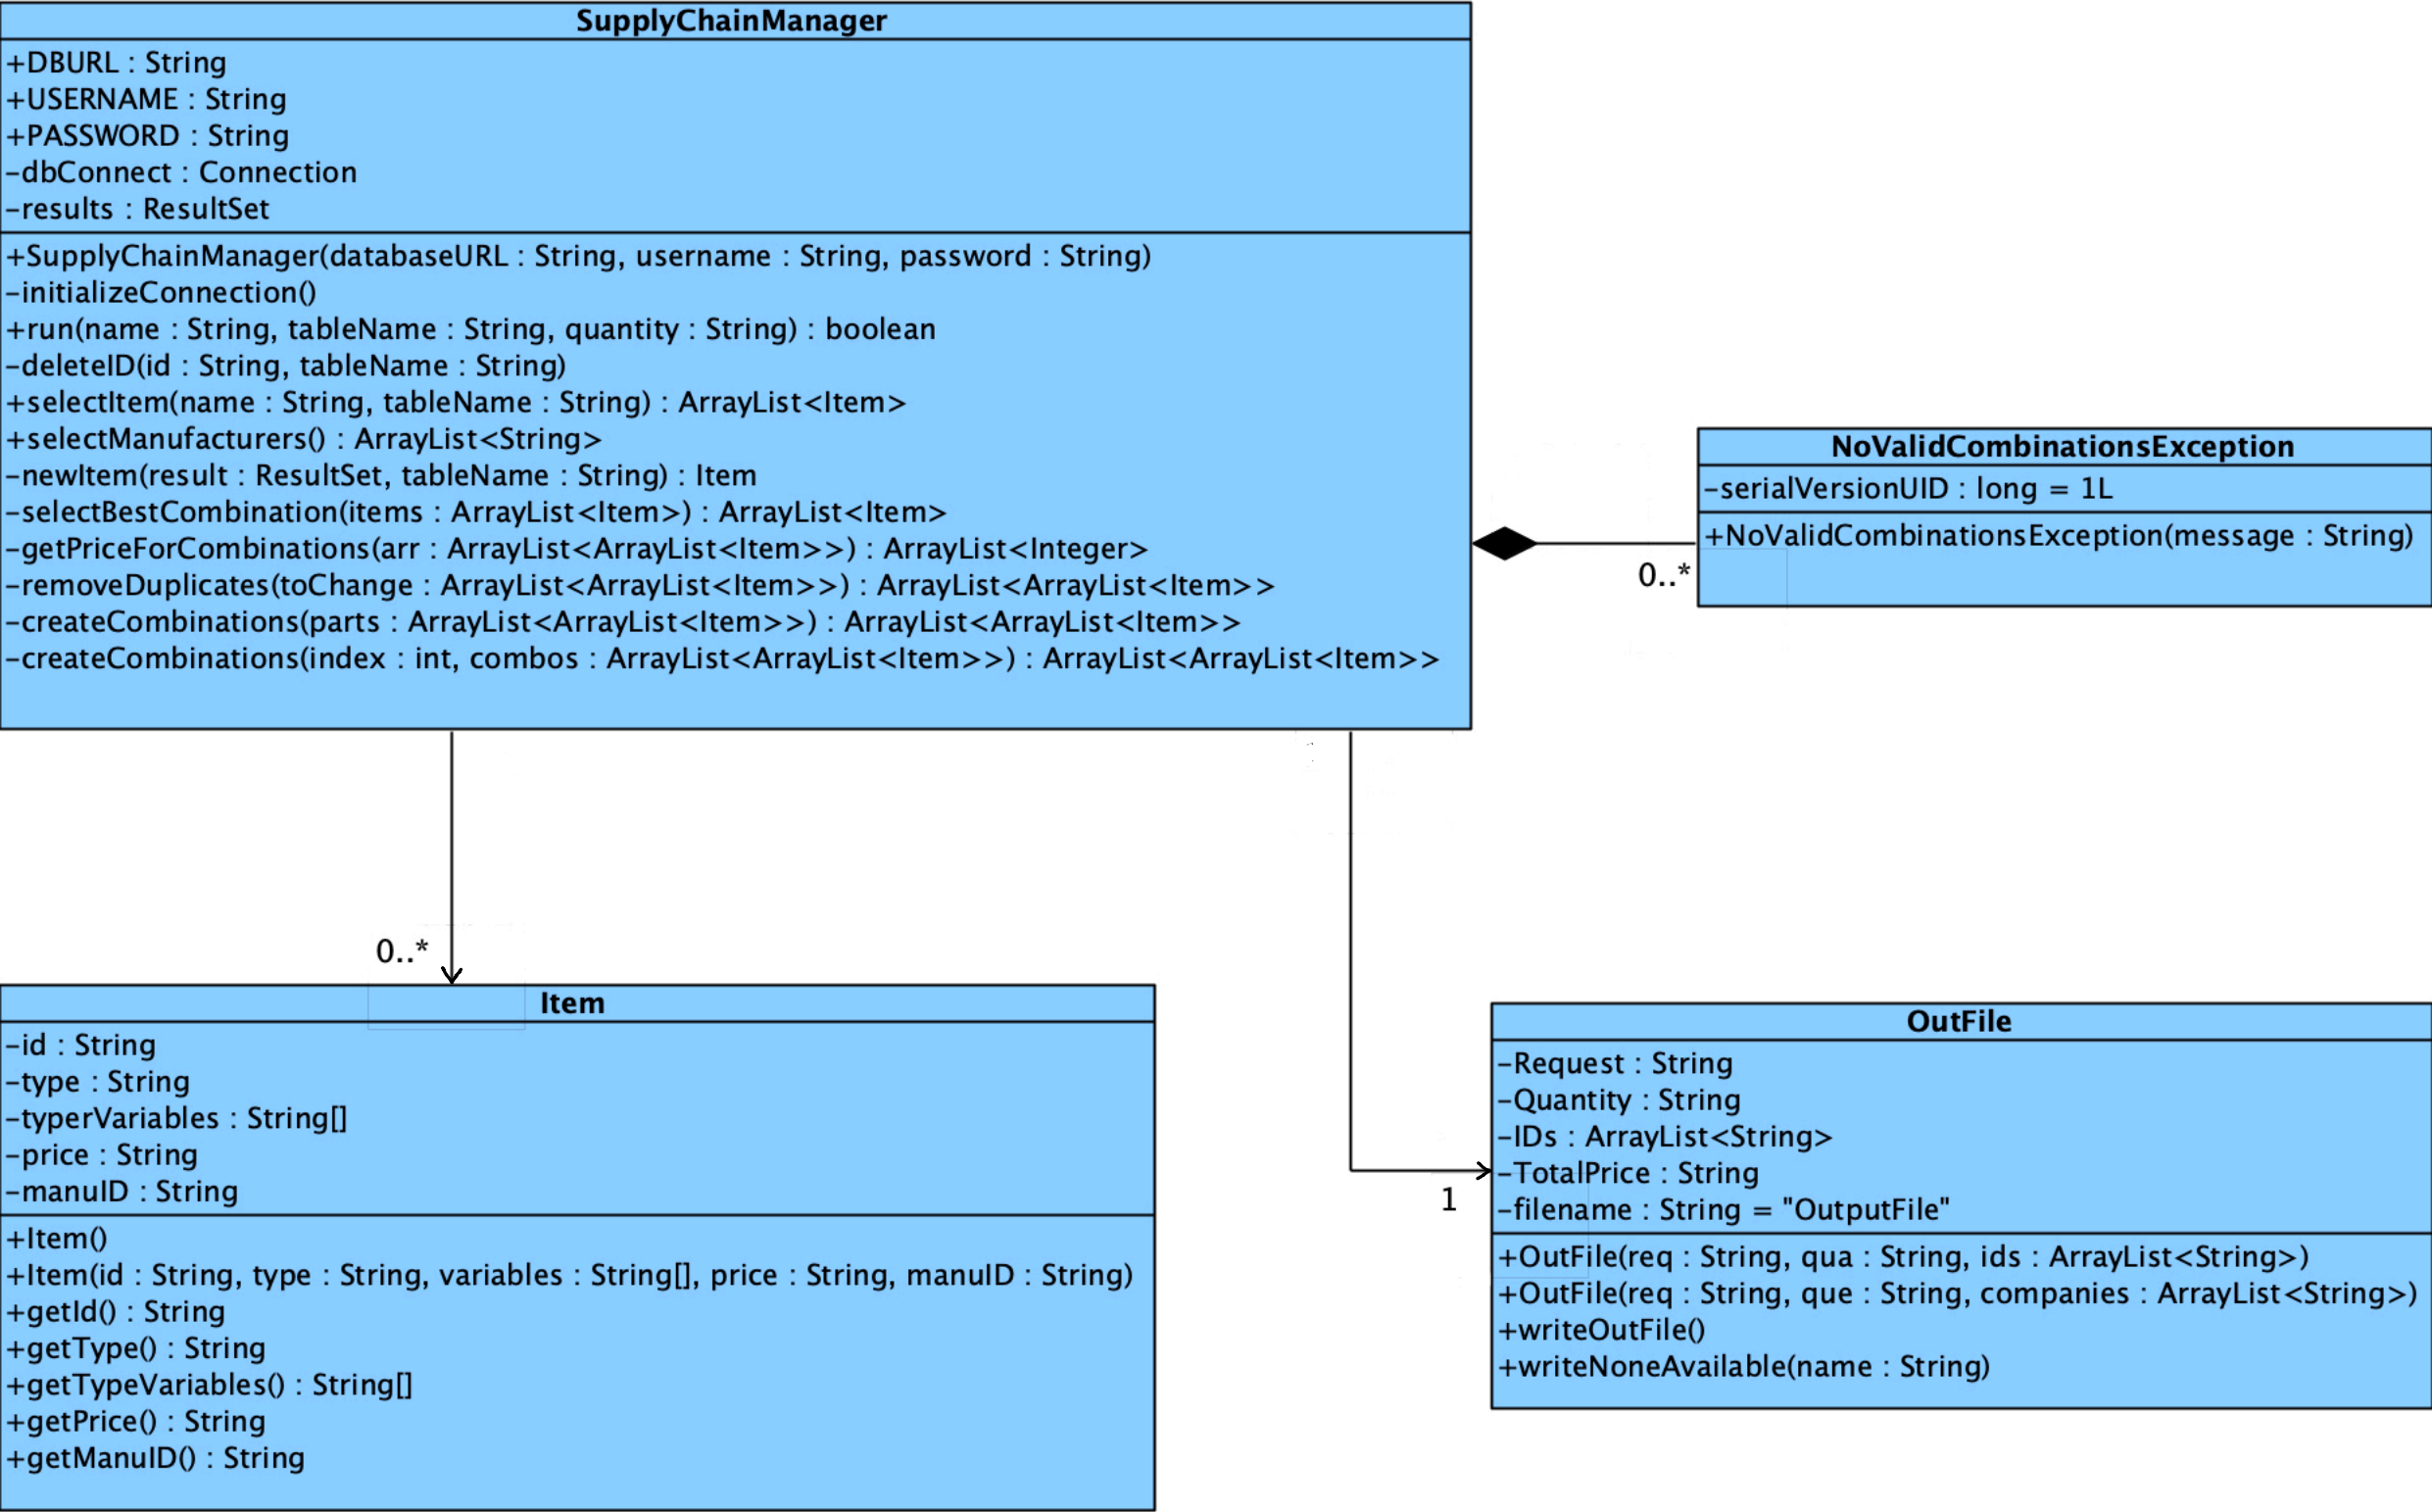 SupplyChainManager
+DBURL : String
+USERNAME : String
+PASSWORD : String
-dbConnect : Connection
-results : ResultSet
+SupplyChainManager(databaseURL : String, username : String, password : String)
-initializeConnection()
+run(name : String, tableName : String, quantity : String) : boolean
-deleteID(id : String, tableName : String)
+selectItem(name : String, tableName : String) : ArrayList<Item>
+selectManufacturers() : ArrayList<String>
-newItem(result : ResultSet, tableName : String) : Item
-selectBestCombination(items : ArrayList<Item>) : ArrayList<Item>
-getPriceForCombinations(arr : ArrayList<ArrayList<Item>>) : ArrayList<Integer>
-removeDuplicates(toChange : ArrayList<ArrayList<Item>>) : ArrayList<ArrayList<Item>>
-createCombinations(parts : ArrayList<ArrayList<Item>>) : ArrayList<ArrayList<Item>>
-createCombinations(index : int, combos : ArrayList<ArrayList<Item>>) : ArrayList<ArrayList<Item>>
NoValidCombinationsException
-serialVersionUID : long = 1L
+NoValidCombinationsException(message : String)
0..*
0..*
Item
-id : String
-type : String
-typerVariables : String[]
-price : String
-manuID : String
+Item()
+Item(id : String, type : String, variables : String[], price : String, manuID : String)
+getId() : String
+getType() : String
+getTypeVariables() : String[]
+getPrice() : String
+getManuID() : String
1
OutFile
-Request : String
-Quantity : String
-IDs : ArrayList<String>
-TotalPrice : String
-filename : String = "OutputFile"
+OutFile(req : String, qua : String, ids : ArrayList<String>)
+OutFile(req : String, que : String, companies : ArrayList<String>)
+writeOutFile()
+writeNoneAvailable(name : String)